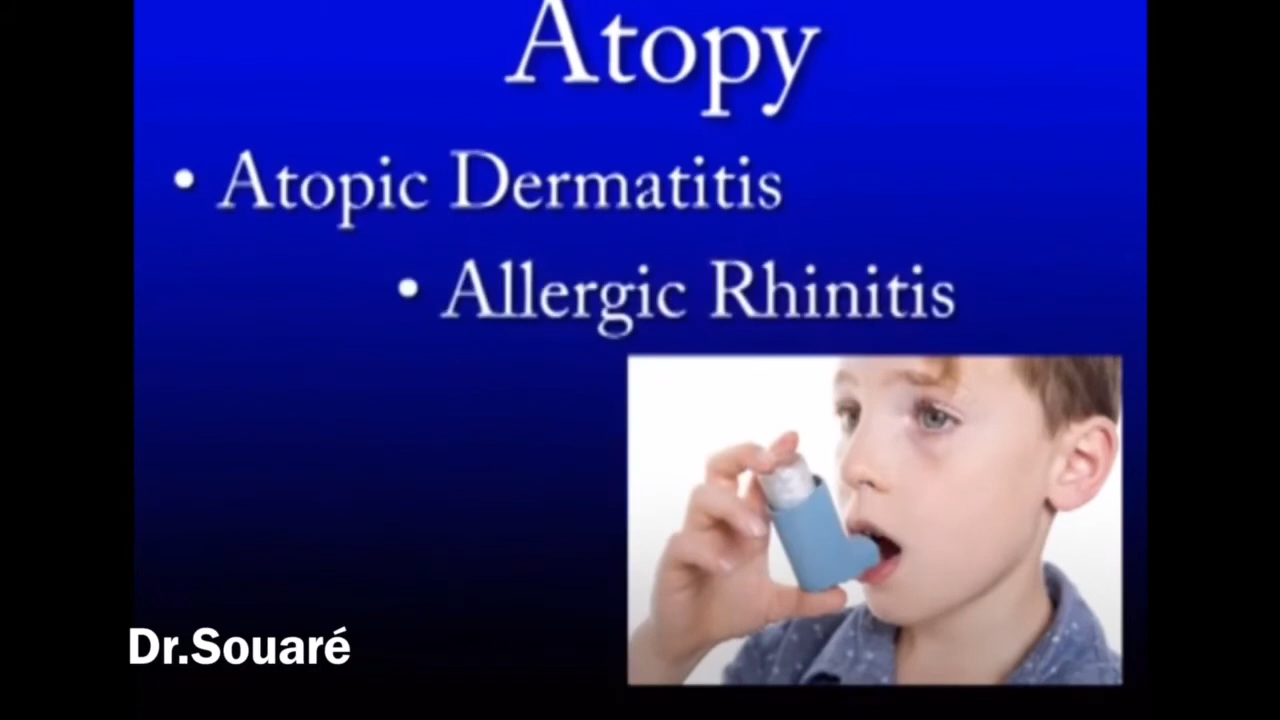 Atopy
• Atopic Dermatitis
• Allergic Rhinitis
Dr.Souaré